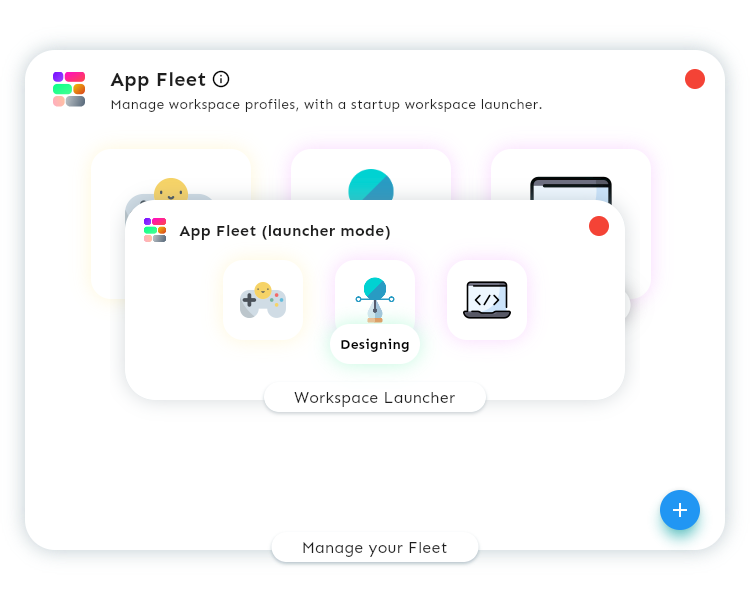 App Fleet
Manage workspace profiles, with a startup workspace launcher.
App Fleet (launcher mode)
Designing
Workspace Launcher
Manage your Fleet